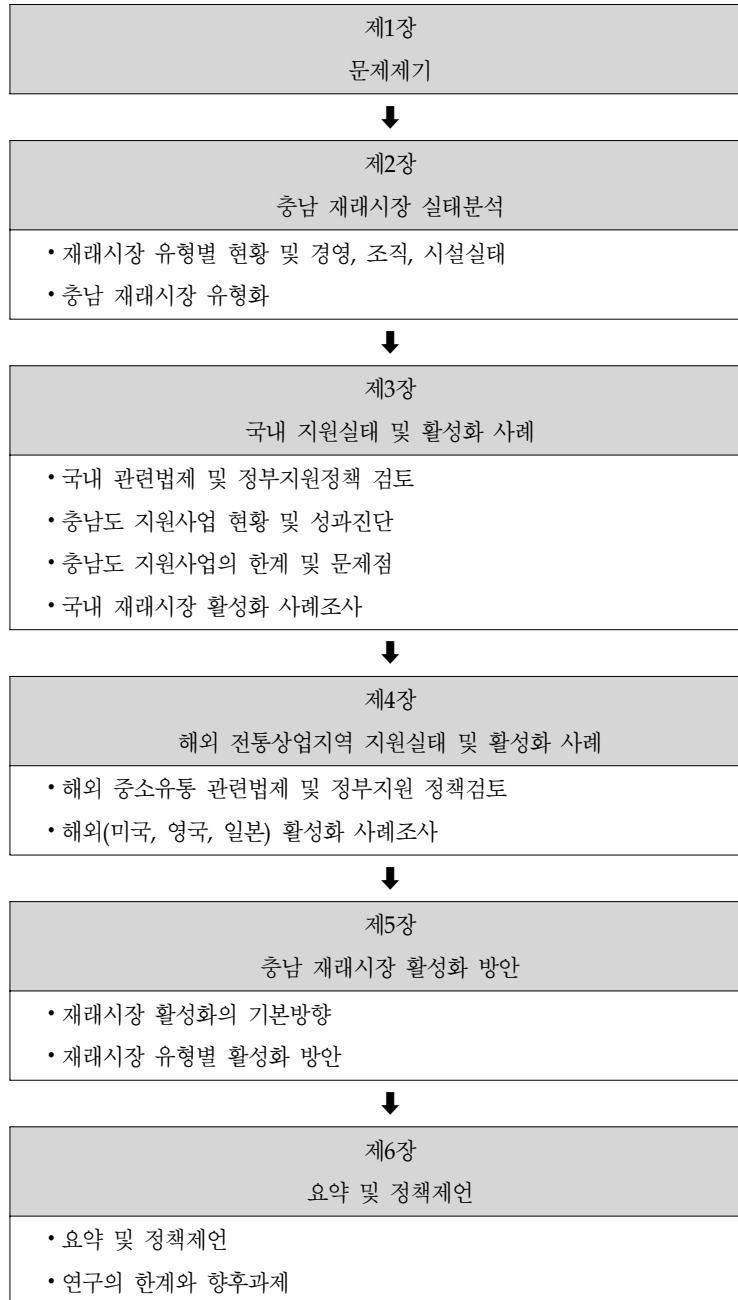 제1장
문제제기
제2장
충남 재래시장 실태분석
• 재래시장 유형별 현황 및 경영, 조직, 시설실태
• 충남 재래시장 유형화
제3장
국내 지원실태 및 활성화 사례
• 국내 관련법제 및 정부지원정책 검토
• 충남도 지원사업 현황 및 성과진단
• 충남도 지원사업의 한계 및 문제점
• 국내 재래시장 활성화 사례조사
제4장
해외 전통상업지역 지원실태 및 활성화 사례
• 해외 중소유통 관련법제 및 정부지원 정책검토
• 해외(미국, 영국, 일본) 활성화 사례조사
제5장
충남 재래시장 활성화 방안
• 재래시장 활성화의 기본방향
• 재래시장 유형별 활성화 방안
제6장
요약 및 정책제언
• 요약 및 정책제언
• 연구의 한계와 향후과제